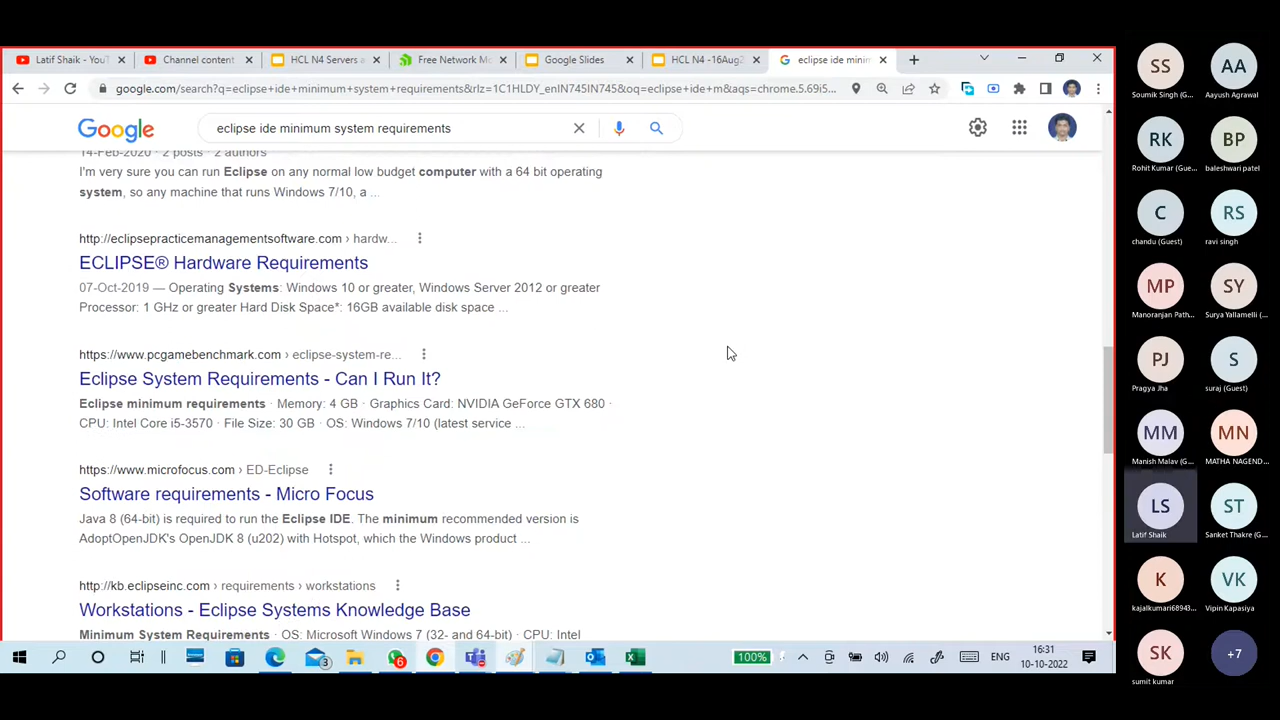 Latif Shaik - YouT
Channel content
HCL N4 Servers a
Free Network Mo
Google Slides
HCL N4 -16Aug2
eclipse ide minim
google.com/search?q=eclipse+ide+minimum+system+requirements&rlz=1C1HLDY_enIN745IN745&oq=eclipse+ide+m&aqs=chrome.5.69i5...
Google
eclipse ide minimum system requirements
14-Feb-2020 · 2 posts · 2 authors
I'm very sure you can run Eclipse on any normal low budget computer with a 64 bit operating
system, so any machine that runs Windows 7/10, a ...
http://eclipsepracticemanagementsoftware.com › hardw...
ECLIPSE® Hardware Requirements
07-Oct-2019 — Operating Systems: Windows 10 or greater, Windows Server 2012 or greater
Processor: 1 GHz or greater Hard Disk Space*: 16GB available disk space ...
https://www.pcgamebenchmark.com › eclipse-system-re...
Eclipse System Requirements - Can I Run It?
Eclipse minimum requirements · Memory: 4 GB · Graphics Card: NVIDIA GeForce GTX 680 ·
CPU: Intel Core i5-3570 · File Size: 30 GB · OS: Windows 7/10 (latest service ...
https://www.microfocus.com › ED-Eclipse
Software requirements - Micro Focus
Java 8 (64-bit) is required to run the Eclipse IDE. The minimum recommended version is
AdoptOpenJDK's OpenJDK 8 (u202) with Hotspot, which the Windows product ...
http://kb.eclipseinc.com › requirements › workstations
Workstations - Eclipse Systems Knowledge Base
Minimum System Requirements · OS: Microsoft Windows 7 (32- and 64-bit) · CPU: Intel
3
6
100%
ENG
16:31
10-10-2022
SS
Soumik Singh (G...
AA
Aayush Agrawal
RK
Rohit Kumar (Gue...
BP
baleshwari patel
C
chandu (Guest)
RS
ravi singh
MP
Manoranjan Path...
SY
Surya Yallamelli (...
PJ
Pragya Jha
S
suraj (Guest)
MM
Manish Malav (G...
MN
MATHA NAGEND...
LS
Latif Shaik
ST
Sanket Thakre (G...
K
kajalkumari68943...
VK
Vipin Kapasiya
SK
sumit kumar
+7